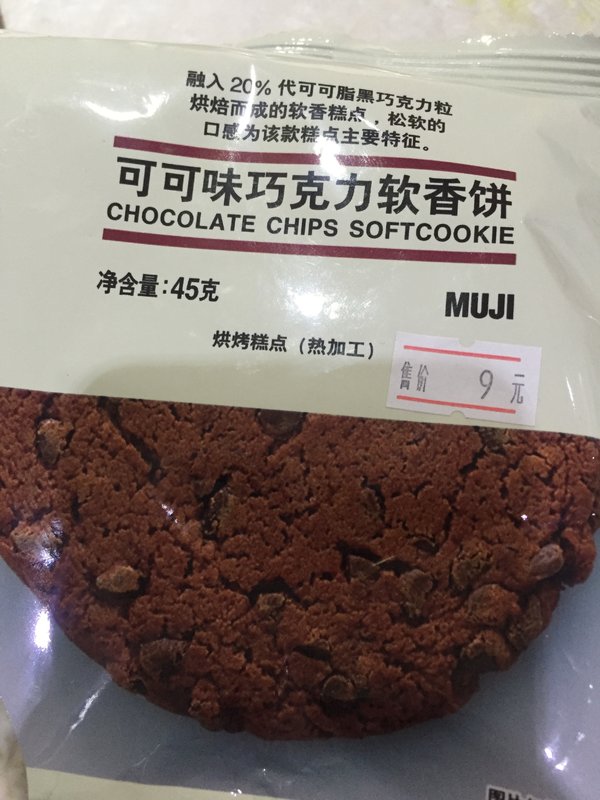 融入 20% 代可可脂黑巧克力粒
烘焙而成的软香糕点，松软的
口感为该款糕点主要特征。
可可味巧克力软香饼
CHOCOLATE CHIPS SOFTCOOKIE
净含量：45克
MUJI
烘烤糕点（热加工）
售价 9 元
图片